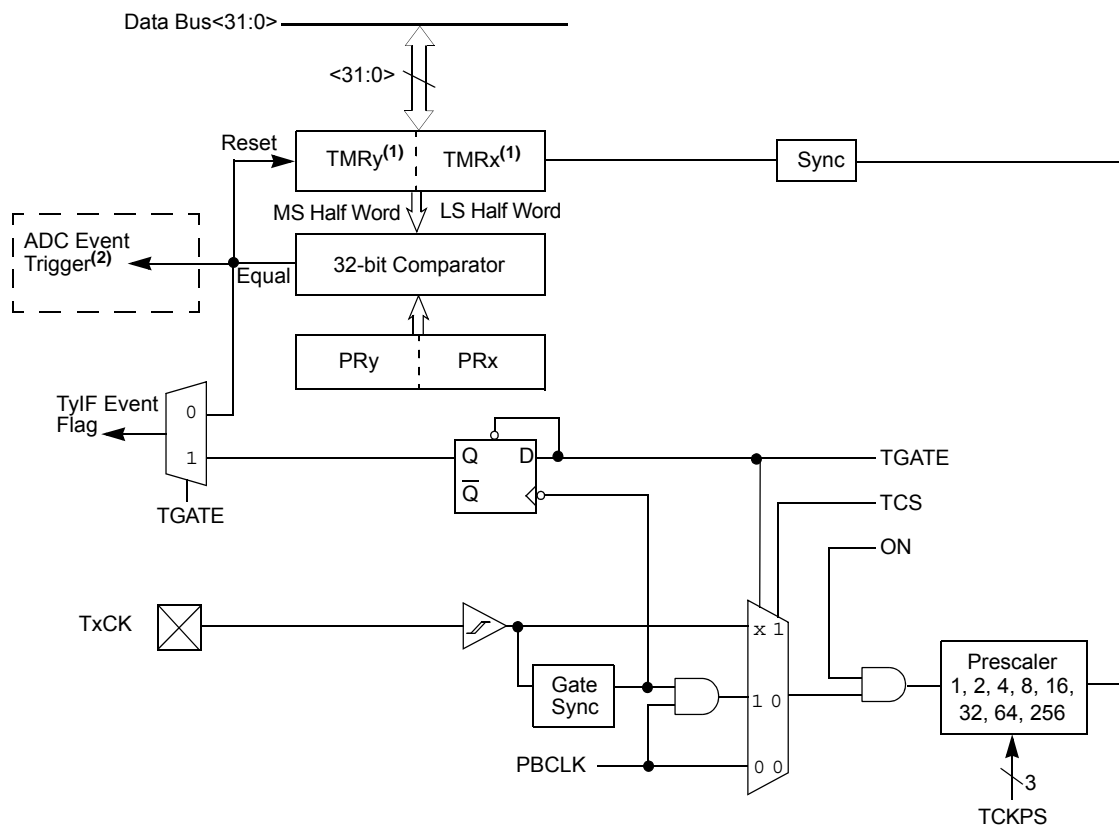 Data Bus<31:0>
<31:0>
Reset
TMRy(1)
TMRx(1)
Sync
MS Half Word
LS Half Word
ADC Event
Trigger(2)
Equal
32-bit Comparator
PRy
PRx
TyIF Event
Flag
0
1
TGATE
Q
D
Q
TGATE
TCS
ON
TxCK
x 1
Gate
Sync
1 0
PBCLK
0 0
Prescaler
1, 2, 4, 8, 16,
32, 64, 256
3
TCKPS